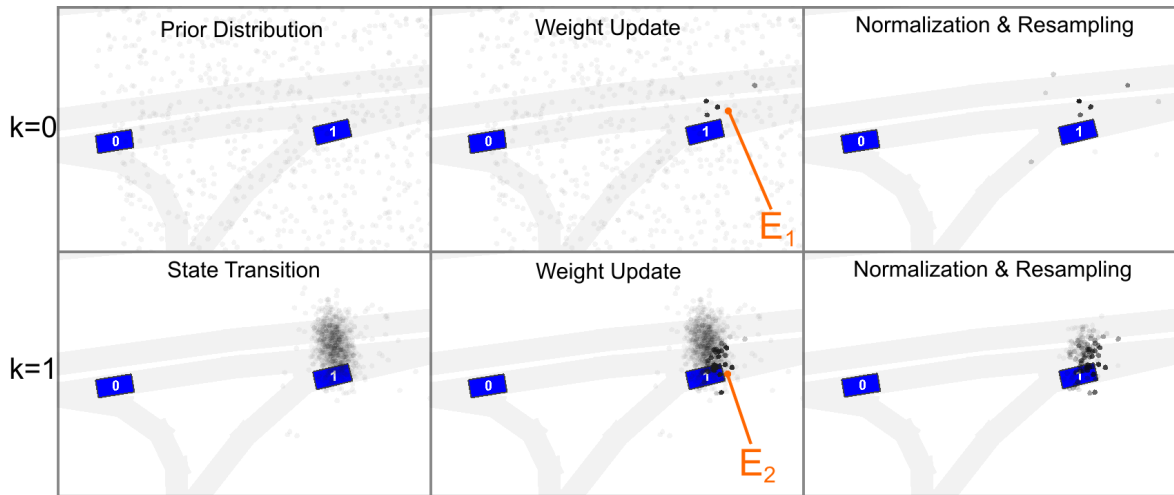 Prior Distribution
Weight Update
Normalization & Resampling
k=0
0
1
0
1
E₁
0
1
State Transition
Weight Update
Normalization & Resampling
k=1
0
1
0
1
E₂
0
1